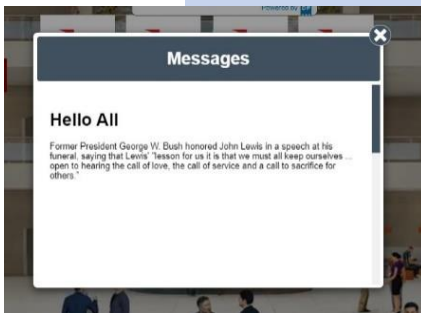 Powered by
Messages
Hello All
Former President George W. Bush honored John Lewis in a speech at his
funeral, saying that Lewis' "lesson for us it is that we must all keep ourselves ...
open to hearing the call of love, the call of service and a call to sacrifice for
others."